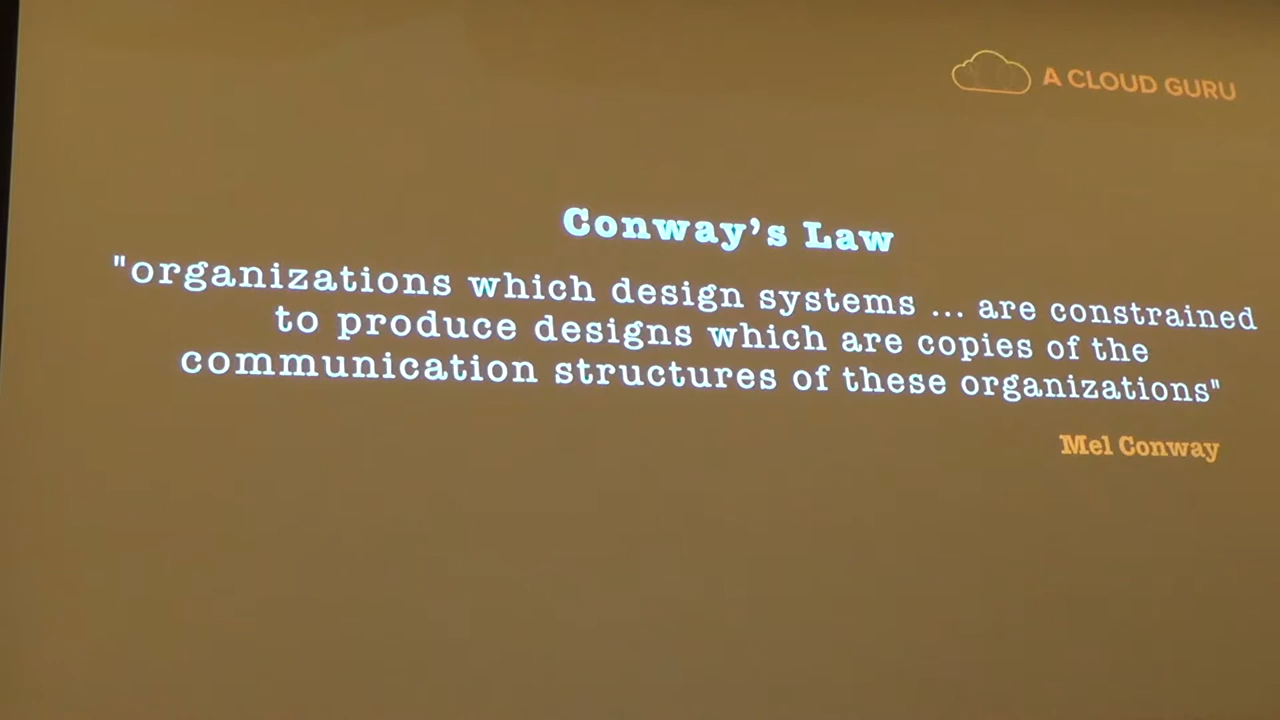 A CLOUD GURU
Conway's Law
"organizations which design systems ... are constrained
to produce designs which are copies of the
communication structures of these organizations"
Mel Conway